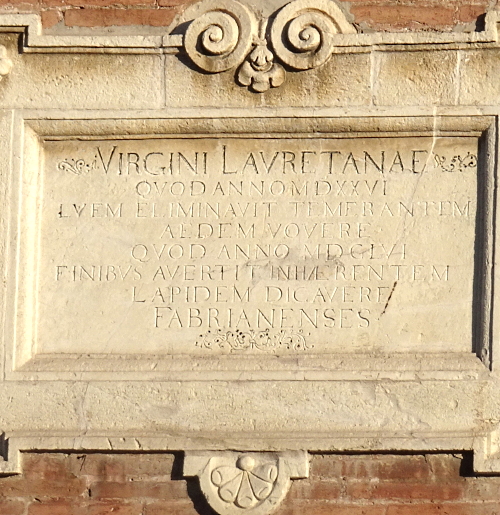 VIRGINI LAVRETANAE
QVOD ANNO MDXXVI
LVEM ELIMINAVIT TEMERANTEM
AEDEM VOVERE
QVOD ANNO MDCLVI
FINIBVS AVERTIT INHÆRENTEM
LAPIDEM DICAVERE
FABRIANENSES